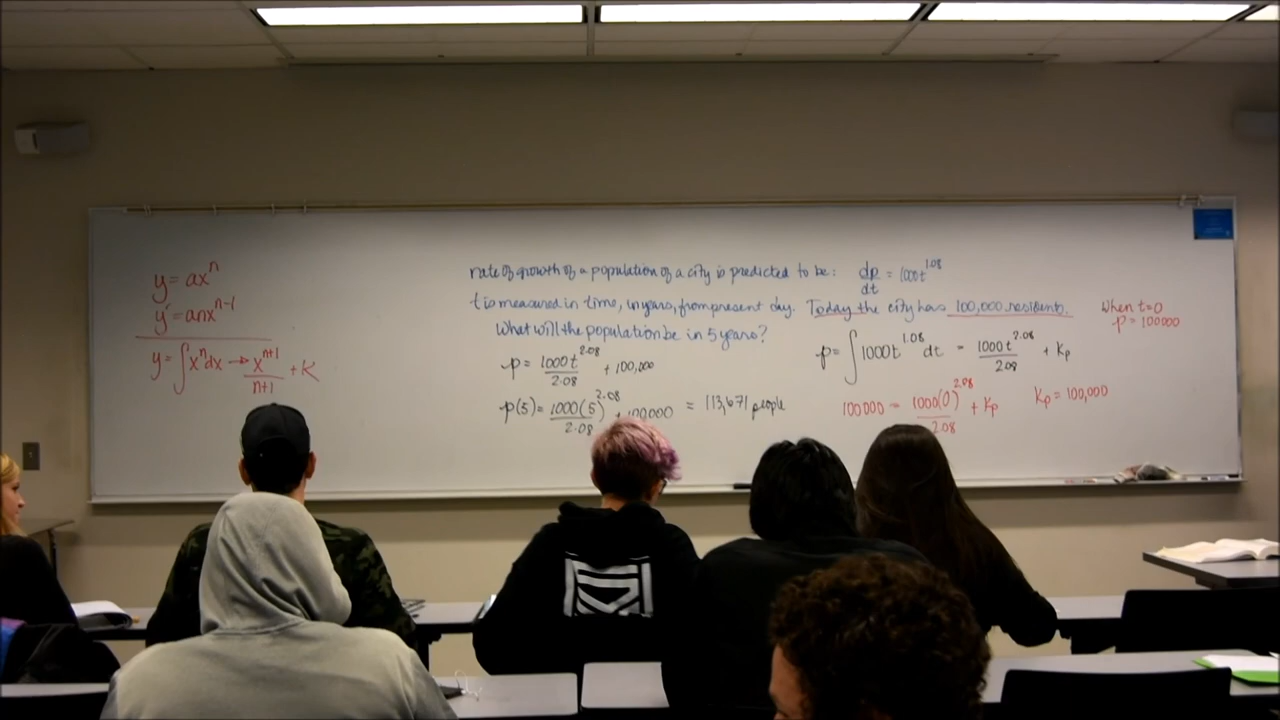 y = ax^n
y' = anx^{n-1}
y = ∫x^n dx → x^{n+1}/n+1 + K
rate of growth of a population of a city is predicted to be: dp/dt = 1000t^{1.08}
t is measured in time, in years, from present day. Today the city has 100,000 residents.
What will the population be in 5 years?
p = 1000t^{2.08}/2.08 + 100,000
p(5) = 1000(5)^{2.08}/2.08 + 100000 = 113,671 people
When t=0
p = 100000
p = ∫1000t^{1.08} dt = 1000t^{2.08}/2.08 + Kp
100000 = 1000(0)^{2.08}/2.08 + Kp
Kp = 100,000